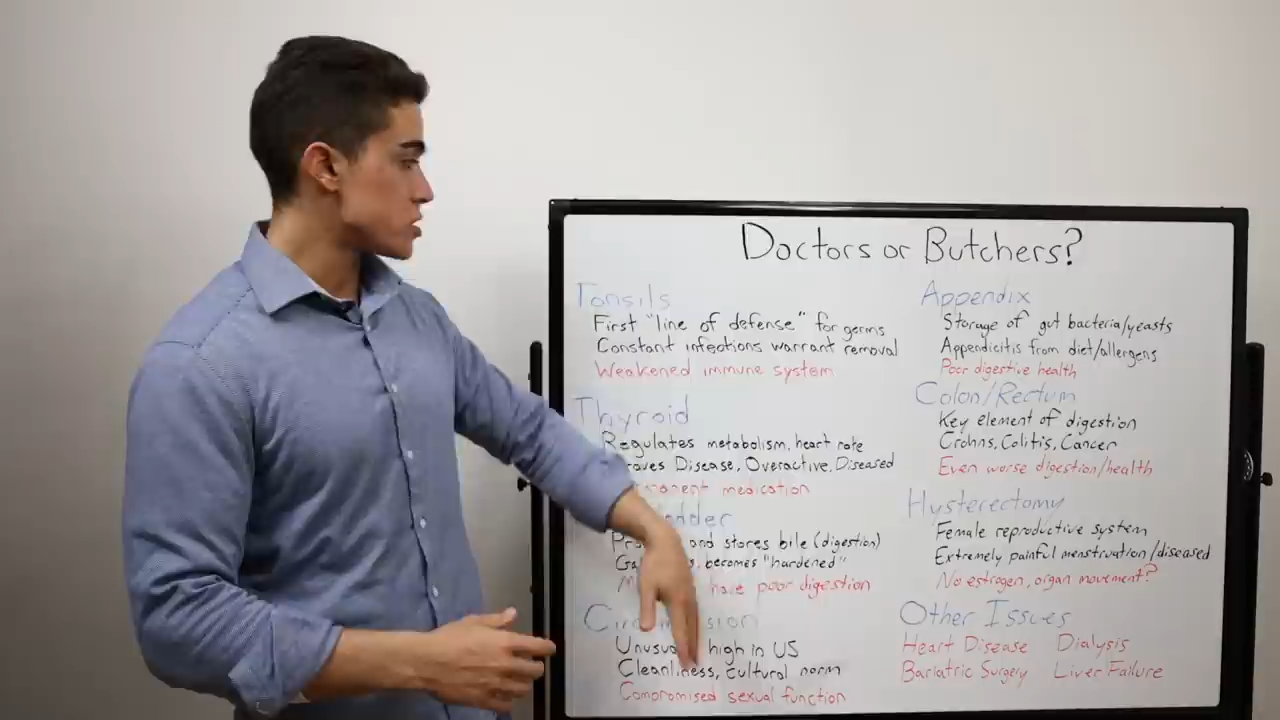 Doctors or Butchers?
Tonsils
First "line of defense" for germs
Constant infections warrant removal
Weakened immune system
Thyroid
Regulates metabolism, heart rate
Disease, Overactive, Diseased
medication
and stores bile (digestion)
becomes "hardened"
have poor digestion
high in US
Cleanliness, cultural norm
Compromised sexual function
Appendix
Storage of gut bacteria/yeasts
Appendicitis from diet/allergens
Poor digestive health
Colon/Rectum
Key element of digestion
Crohns, Colitis, Cancer
Even worse digestion/health
Hysterectomy
Female reproductive system
Extremely painful menstruation/diseased
No estrogen, organ movement?
Other Issues
Heart Disease Dialysis
Bariatric Surgery Liver Failure